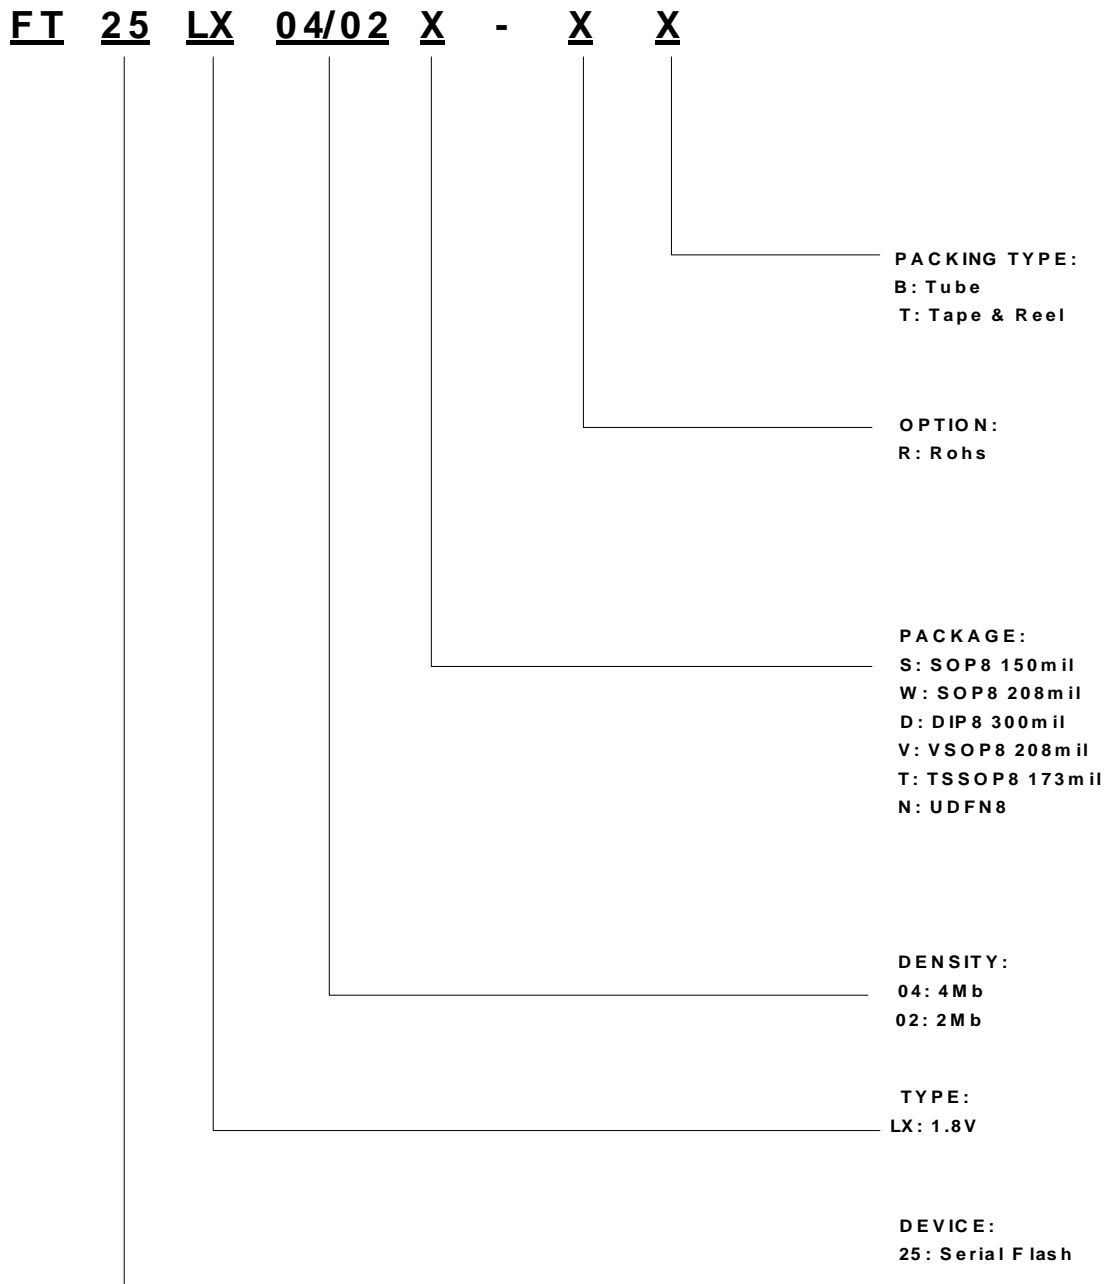 FT 25 LX 04/02 X - X X
PACKING TYPE:
B: Tube
T: Tape & Reel
OPTION:
R: Rohs
PACKAGE:
S: SOP8 150mil
W: SOP8 208mil
D: DIP8 300mil
V: VSOP8 208mil
T: TSSOP8 173mil
N: UDFN8
DENSITY:
04: 4Mb
02: 2Mb
TYPE:
LX: 1.8V
DEVICE:
25: Serial Flash